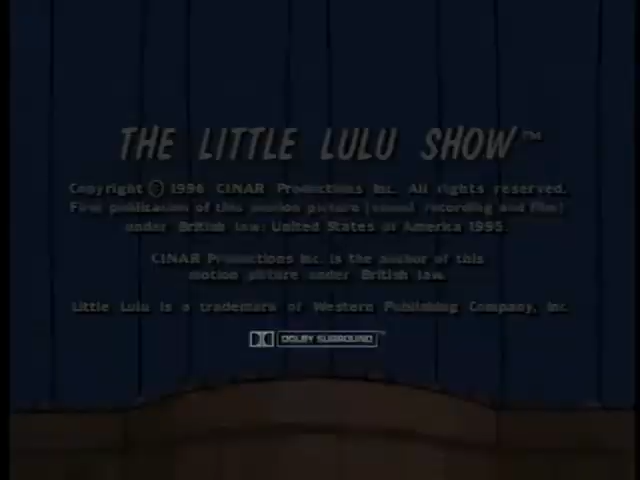 THE LITTLE LULU SHOW™
Copyright © 1996 CINAR Productions Inc. All rights reserved.
First publication of this motion picture (sound recording and film)
under British law: United States of America 1995.
CINAR Productions Inc. is the author of this
motion picture under British law.
Little Lulu is a trademark of Western Publishing Company, Inc.
DOLBY SURROUND